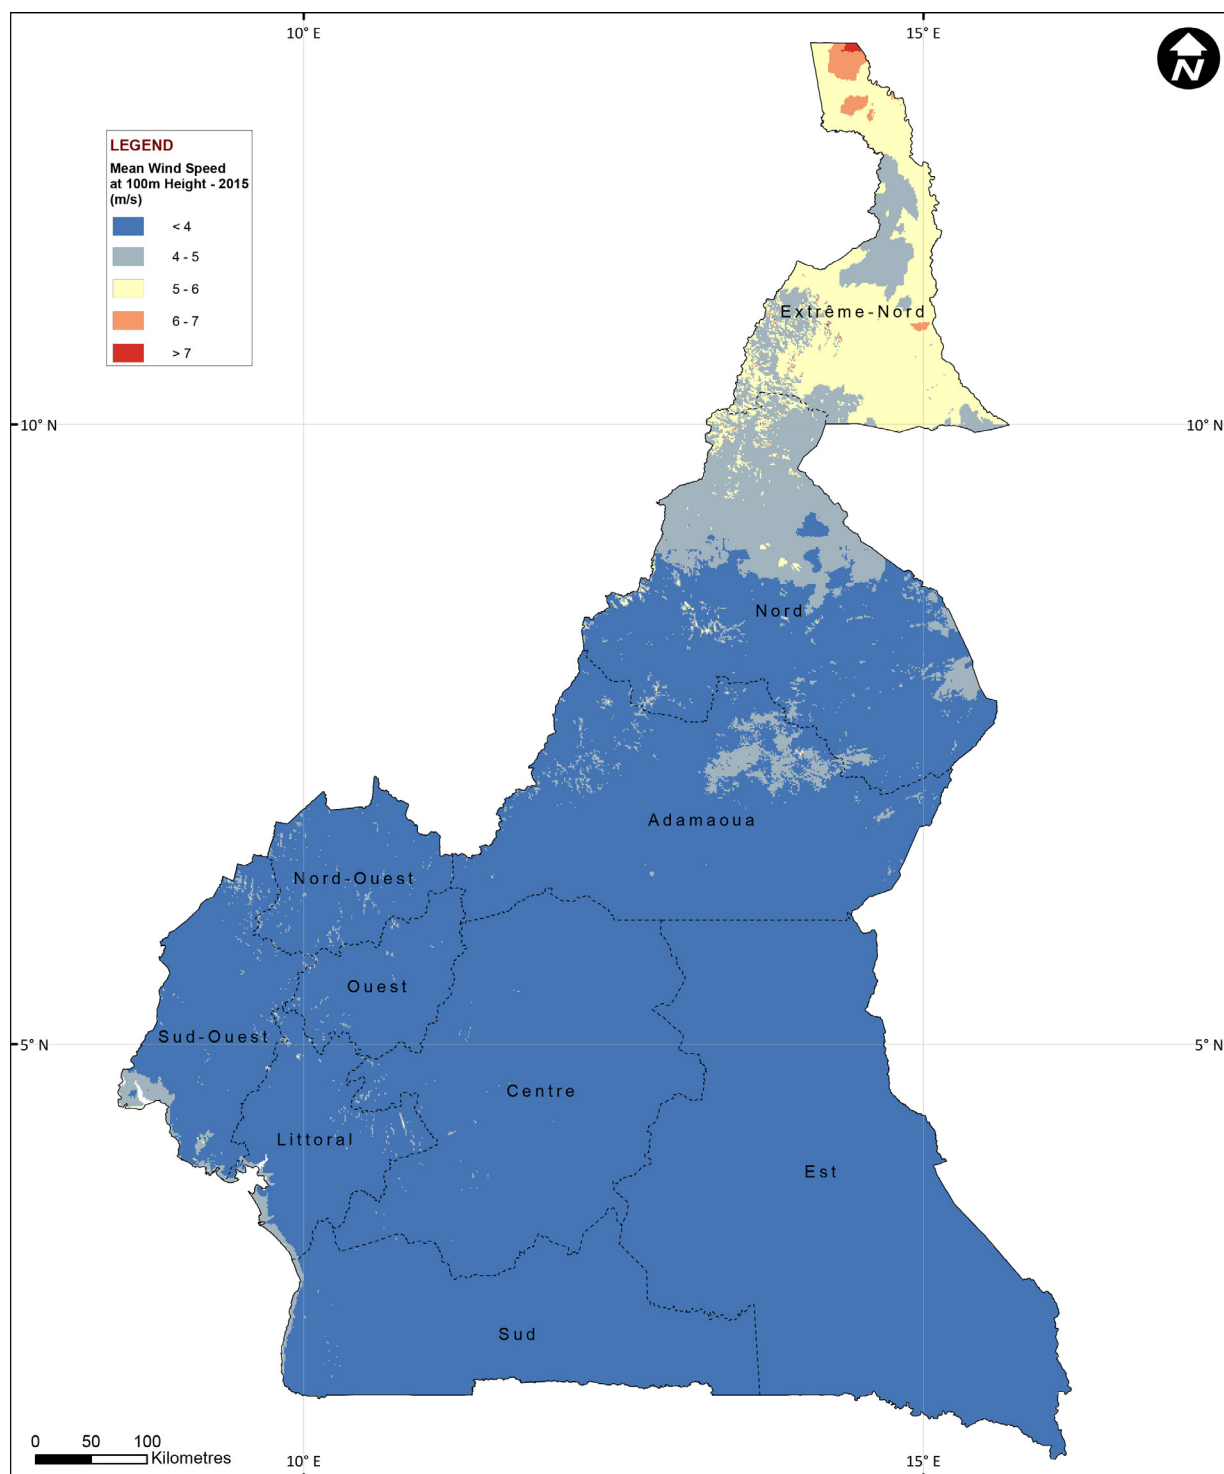 10° E
15° E
N
LEGEND
Mean Wind Speed
at 100m Height - 2015
(m/s)
< 4
4 - 5
5 - 6
6 - 7
> 7
Extrême-Nord
10° N
10° N
Nord
Adamaoua
Nord-Ouest
Ouest
Sud-Ouest
5° N
5° N
Centre
Littoral
Est
Sud
0
50
100
Kilometres
10° E
15° E